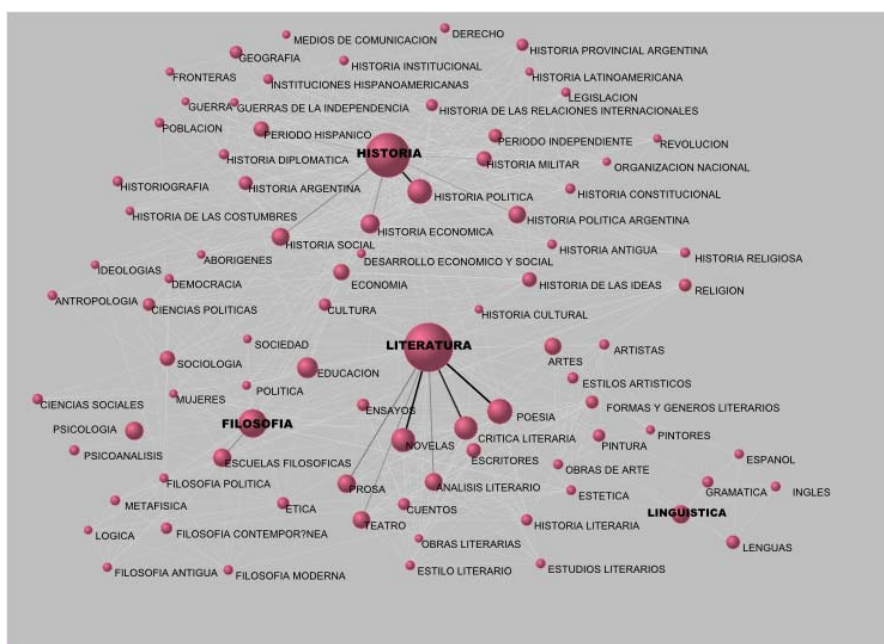 DERECHO
MEDIOS DE COMUNICACION
HISTORIA PROVINCIAL ARGENTINA
GEOGRAFIA
HISTORIA INSTITUCIONAL
FRONTERAS
HISTORIA LATINOAMERICANA
INSTITUCIONES HISPANOAMERICANAS
LEGISLACION
GUERRA
GUERRAS DE LA INDEPENDENCIA
HISTORIA DE LAS RELACIONES INTERNACIONALES
POBLACION
PERIODO HISPANICO
PERIODO INDEPENDIENTE
REVOLUCION
HISTORIA
HISTORIA DIPLOMATICA
HISTORIA MILITAR
ORGANIZACION NACIONAL
HISTORIOGRAFIA
HISTORIA ARGENTINA
HISTORIA POLITICA
HISTORIA CONSTITUCIONAL
HISTORIA DE LAS COSTUMBRES
HISTORIA ECONOMICA
HISTORIA POLITICA ARGENTINA
HISTORIA SOCIAL
HISTORIA ANTIGUA
ABORIGENES
DESARROLLO ECONOMICO Y SOCIAL
HISTORIA RELIGIOSA
IDEOLOGIAS
DEMOCRACIA
ECONOMIA
HISTORIA DE LAS IDEAS
RELIGION
ANTROPOLOGIA
CIENCIAS POLITICAS
CULTURA
HISTORIA CULTURAL
SOCIEDAD
LITERATURA
ARTISTAS
SOCIOLOGIA
EDUCACION
ARTES
ESTILOS ARTISTICOS
POLITICA
MUJERES
CIENCIAS SOCIALES
ENSAYOS
POESIA
FORMAS Y GENEROS LITERARIOS
PSICOLOGIA
FILOSOFIA
NOVELAS
CRITICA LITERARIA
PINTURA
PINTORES
PSICOANALISIS
ESCUELAS FILOSOFICAS
ESCRITORES
OBRAS DE ARTE
ESPANOL
FILOSOFIA POLITICA
PROSA
ANALISIS LITERARIO
ESTETICA
GRAMATICA
INGLES
METAFISICA
ETICA
CUENTOS
LINGUISTICA
LOGICA
FILOSOFIA CONTEMPOR?NEA
TEATRO
HISTORIA LITERARIA
OBRAS LITERARIAS
LENGUAS
FILOSOFIA ANTIGUA
FILOSOFIA MODERNA
ESTILO LITERARIO
ESTUDIOS LITERARIOS